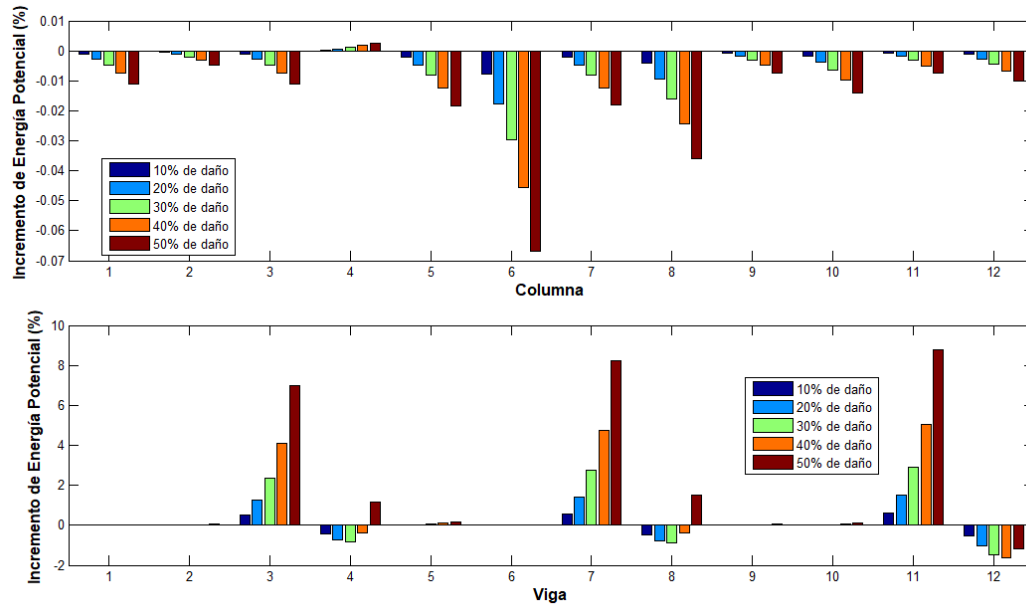 Incremento de Energía Potencial (%)
0.01
0
-0.01
-0.02
-0.03
-0.04
-0.05
-0.06
-0.07
10% de daño
20% de daño
30% de daño
40% de daño
50% de daño
1 2 3 4 5 6 7 8 9 10 11 12
Columna
Incremento de Energía Potencial (%)
10
8
6
4
2
0
-2
10% de daño
20% de daño
30% de daño
40% de daño
50% de daño
1 2 3 4 5 6 7 8 9 10 11 12
Viga